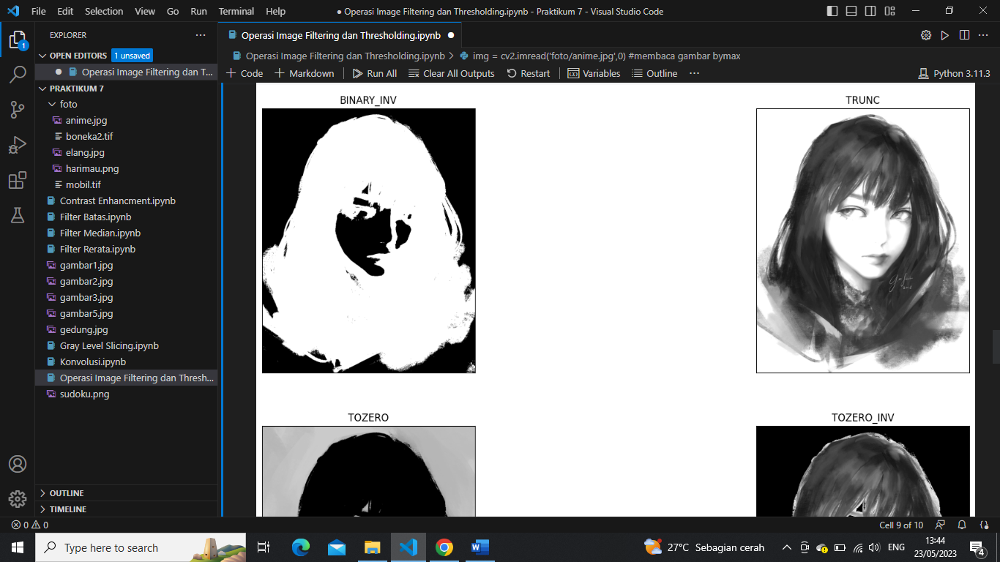 File Edit Selection View Go Run Terminal Help
● Operasi Image Filtering dan Thresholding.ipynb - Praktikum 7 - Visual Studio Code
EXPLORER
OPEN EDITORS 1 unsaved
Operasi Image Filtering dan T...
PRAKTIKUM 7
foto
anime.jpg
boneka2.tif
elang.jpg
harimau.png
mobil.tif
Contrast Enhancment.ipynb
Filter Batas.ipynb
Filter Median.ipynb
Filter Rerata.ipynb
gambar1.jpg
gambar2.jpg
gambar3.jpg
gambar5.jpg
gedung.jpg
Gray Level Slicing.ipynb
Konvolusi.ipynb
Operasi Image Filtering dan Thresh...
sudoku.png
OUTLINE
TIMELINE
Operasi Image Filtering dan Thresholding.ipynb
Operasi Image Filtering dan Thresholding.ipynb > img = cv2.imread('foto/anime.jpg',0) #membaca gambar bymax
Code Markdown Run All Clear All Outputs Restart Variables Outline ... Python 3.11.3
BINARY_INV TRUNC
TOZERO TOZERO_INV
0 0 Cell 9 of 10
1
Type here to search
27°C Sebagian cerah ENG
13:44
23/05/2023
4